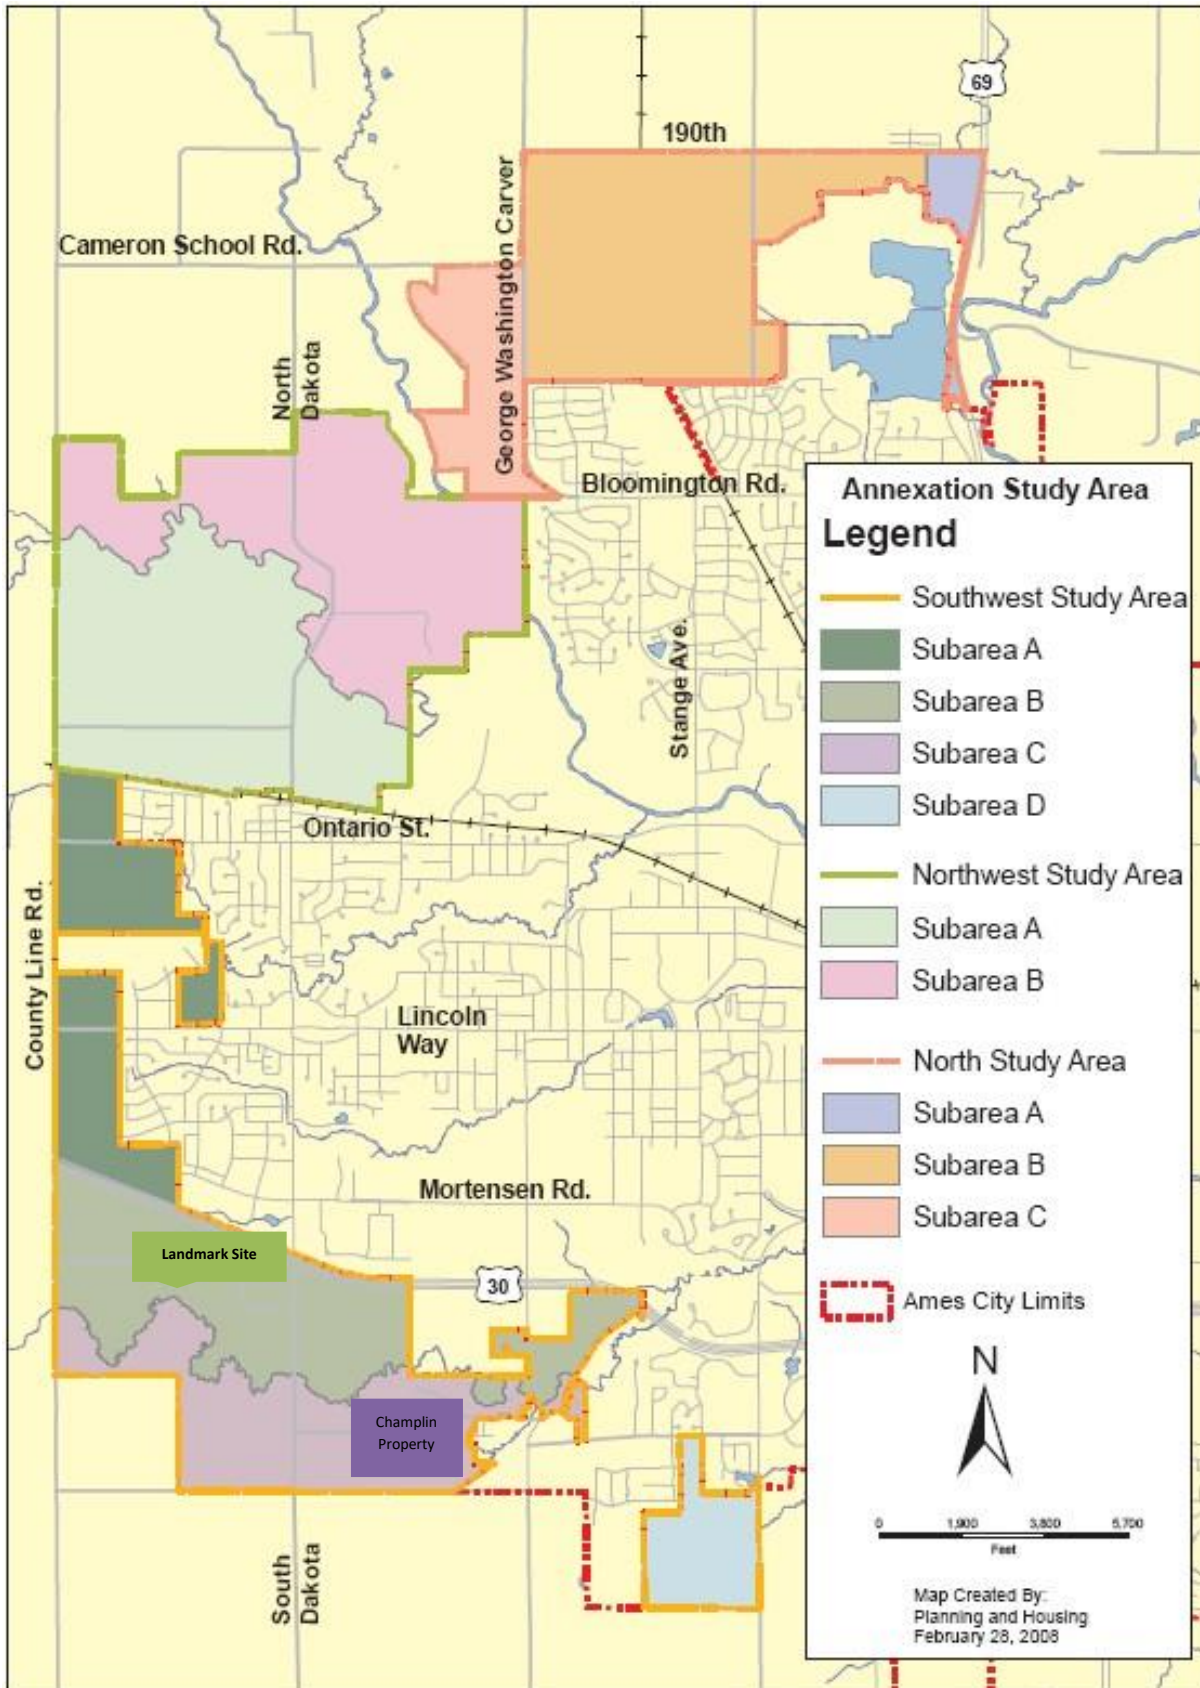 69
190th
George Washington Carver
Cameron School Rd.
North
Dakota
Bloomington Rd.
Stange Ave.
Ontario St.
County Line Rd.
Lincoln
Way
Mortensen Rd.
Landmark Site
30
Champlin
Property
South
Dakota
Annexation Study Area
Legend
Southwest Study Area
Subarea A
Subarea B
Subarea C
Subarea D
Northwest Study Area
Subarea A
Subarea B
North Study Area
Subarea A
Subarea B
Subarea C
Ames City Limits
N
0 1,900 3,800 5,700
Feet
Map Created By:
Planning and Housing
February 28, 2008